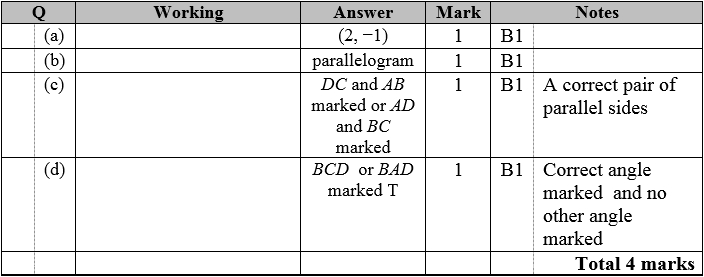 Q Working Answer Mark Notes
(a) (2, −1) 1 B1
(b) parallelogram 1 B1
(c) DC and AB 1 B1 A correct pair of
marked or AD parallel sides
and BC
marked
(d) BCD or BAD 1 B1 Correct angle
marked T marked and no
other angle
marked
Total 4 marks